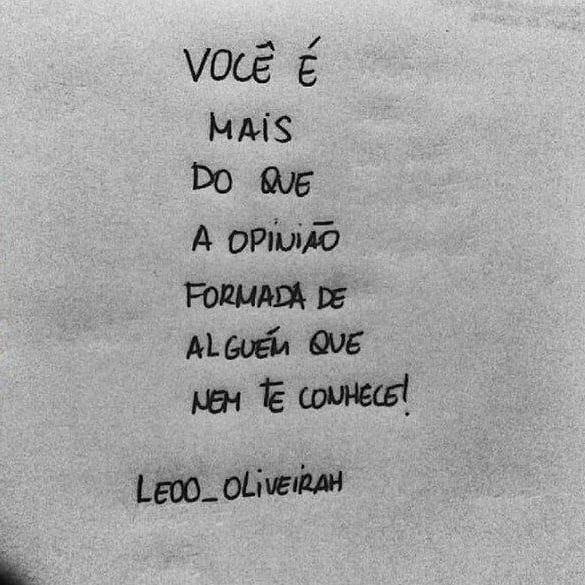 VOCÊ É
MAIS
DO QUE
A OPINIÃO
FORMADA DE
ALGUÉM QUE
NEM TE CONHECE!
LEOO_OLIVEIRAH